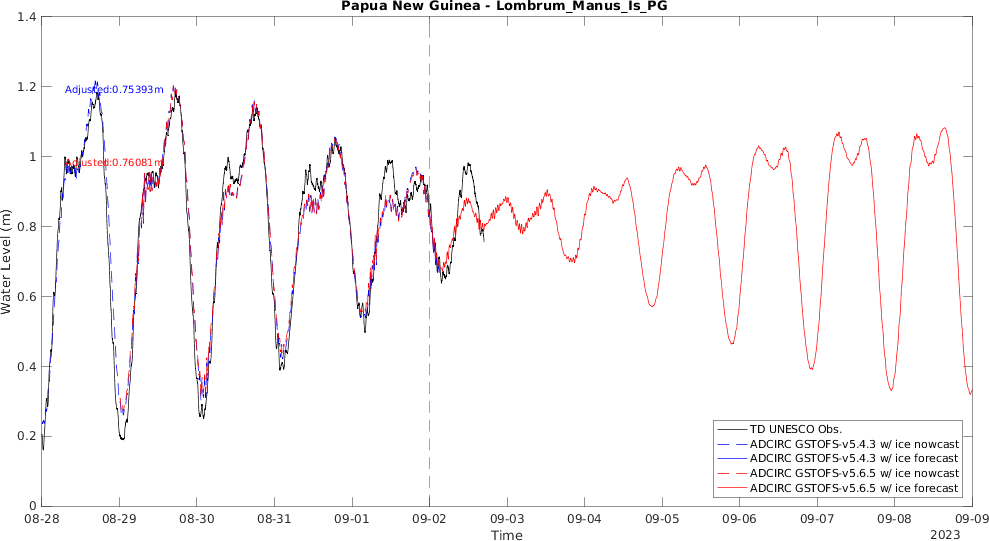 Papua New Guinea - Lombrum_Manus_Is_PG
1.4
1.2
1
0.8
0.6
0.4
0.2
0
Water Level (m)
Adjusted:0.75393m
Adjusted:0.76081m
TD UNESCO Obs.
ADCIRC GSTOFS-v5.4.3 w/ ice nowcast
ADCIRC GSTOFS-v5.4.3 w/ ice forecast
ADCIRC GSTOFS-v5.6.5 w/ ice nowcast
ADCIRC GSTOFS-v5.6.5 w/ ice forecast
08-28 08-29 08-30 08-31 09-01 09-02 09-03 09-04 09-05 09-06 09-07 09-08 09-09
Time
2023